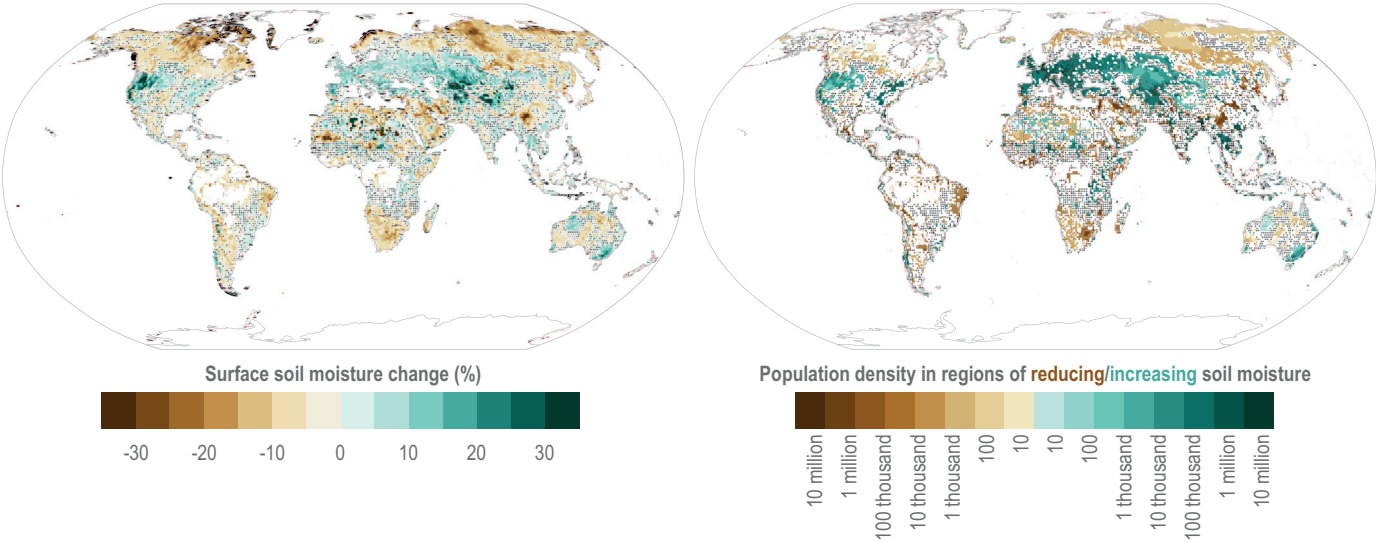 Surface soil moisture change (%)
-30 -20 -10 0 10 20 30
Population density in regions of reducing/increasing soil moisture
10 million
1 million
100 thousand
10 thousand
1 thousand
100
10
10
100
1 thousand
10 thousand
100 thousand
1 million
10 million